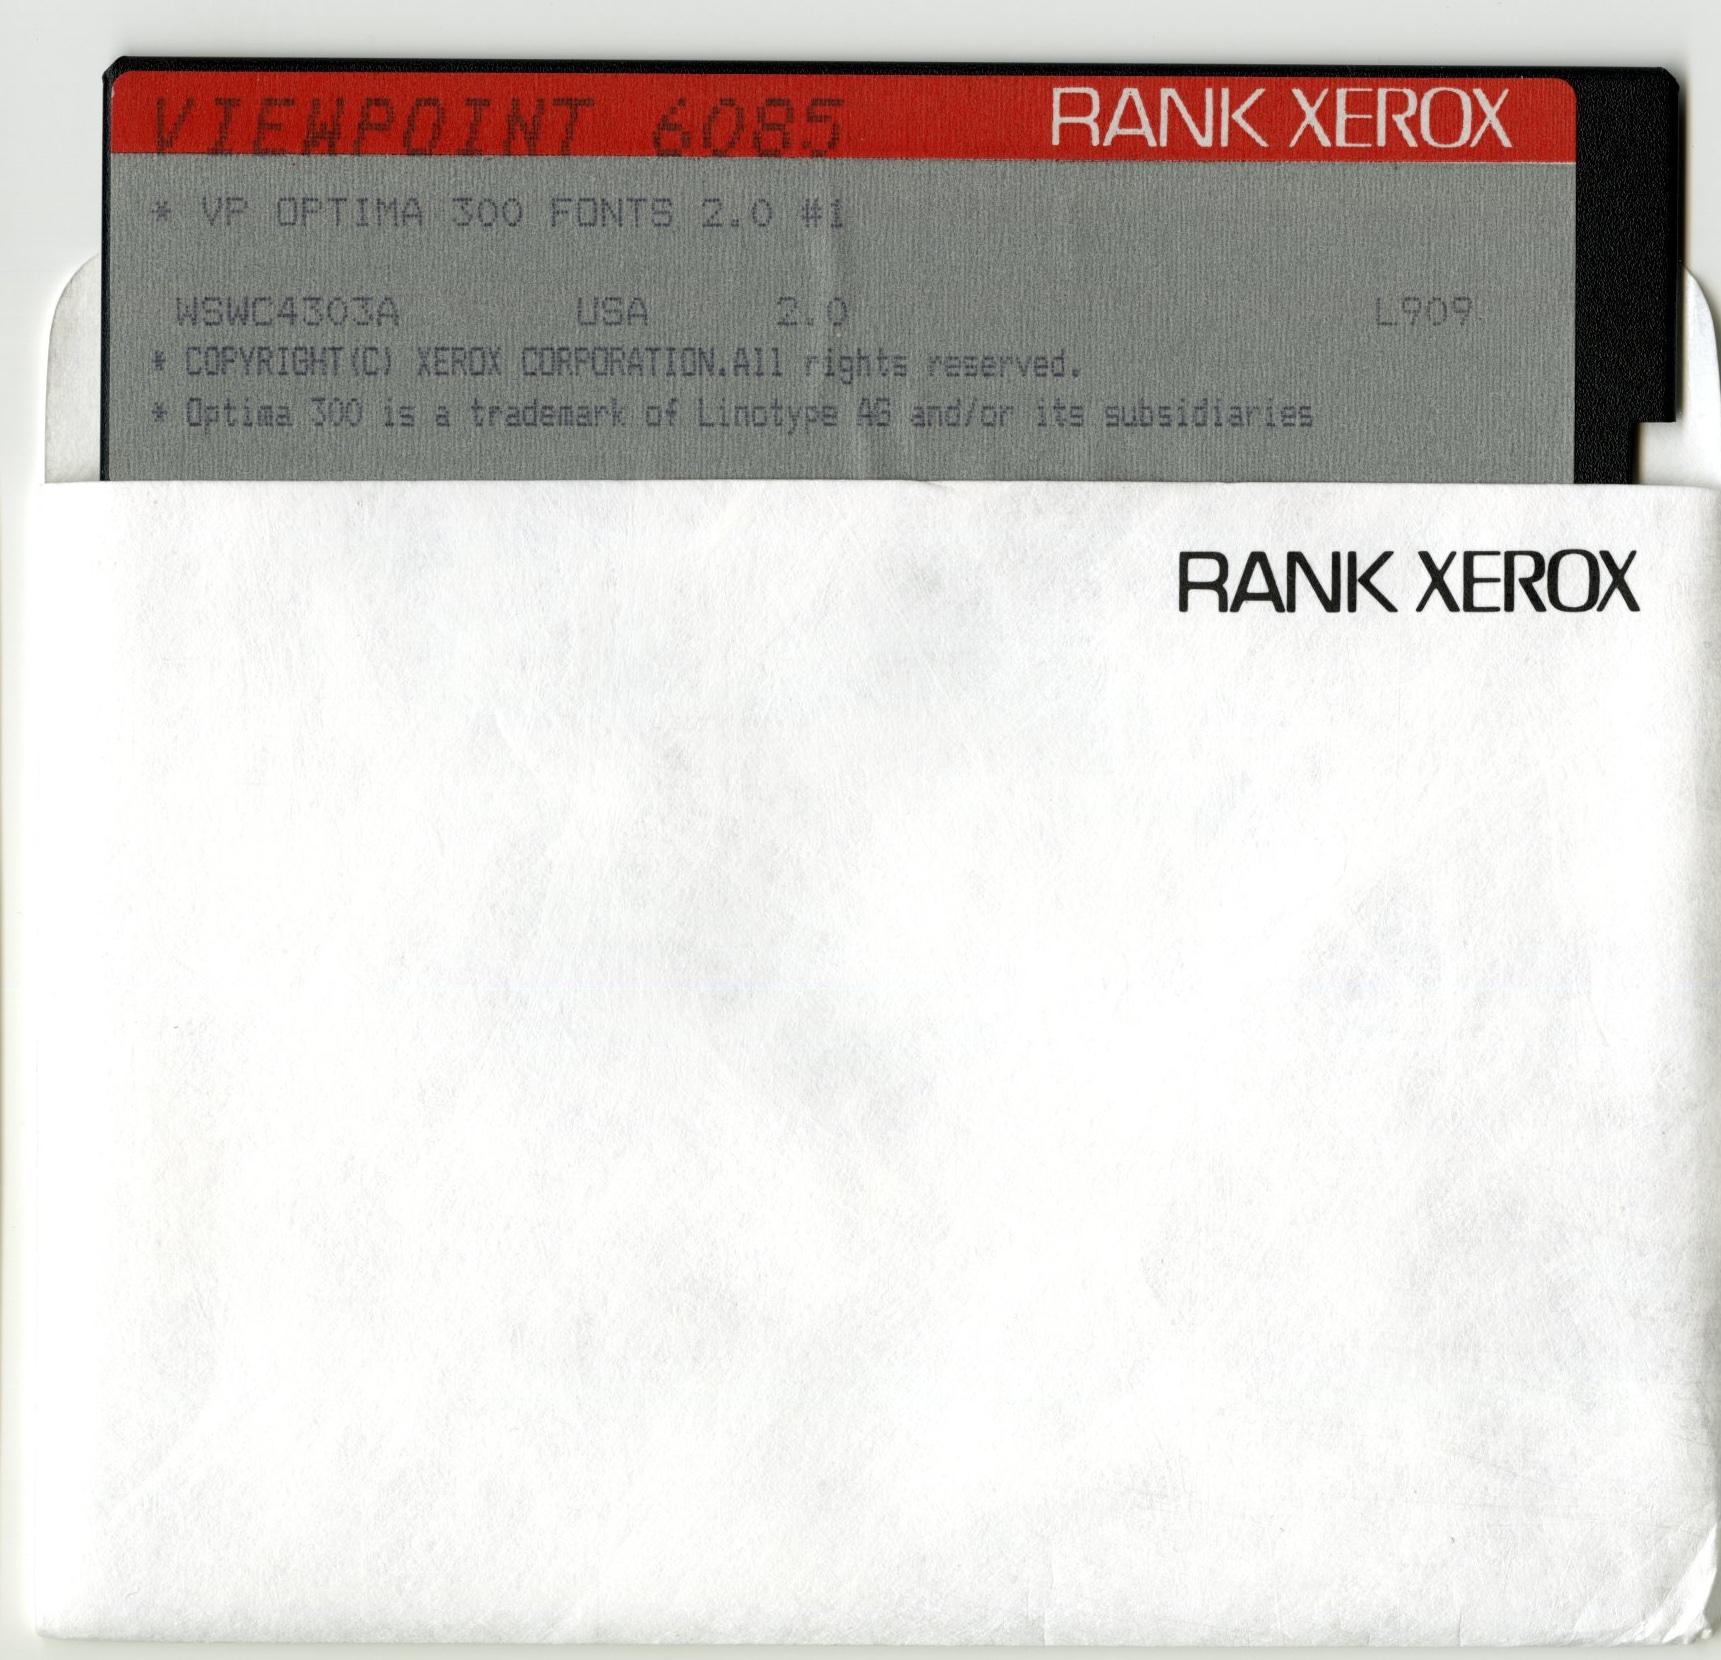 VIEWPOINT 6085 RANK XEROX
* VP OPTIMA 300 FONTS 2.0 #1
WSWC4303A USA 2.0 L909
* COPYRIGHT(C) XEROX CORPORATION.All rights reserved.
* Optima 300 is a trademark of Linotype AG and/or its subsidiaries
RANK XEROX